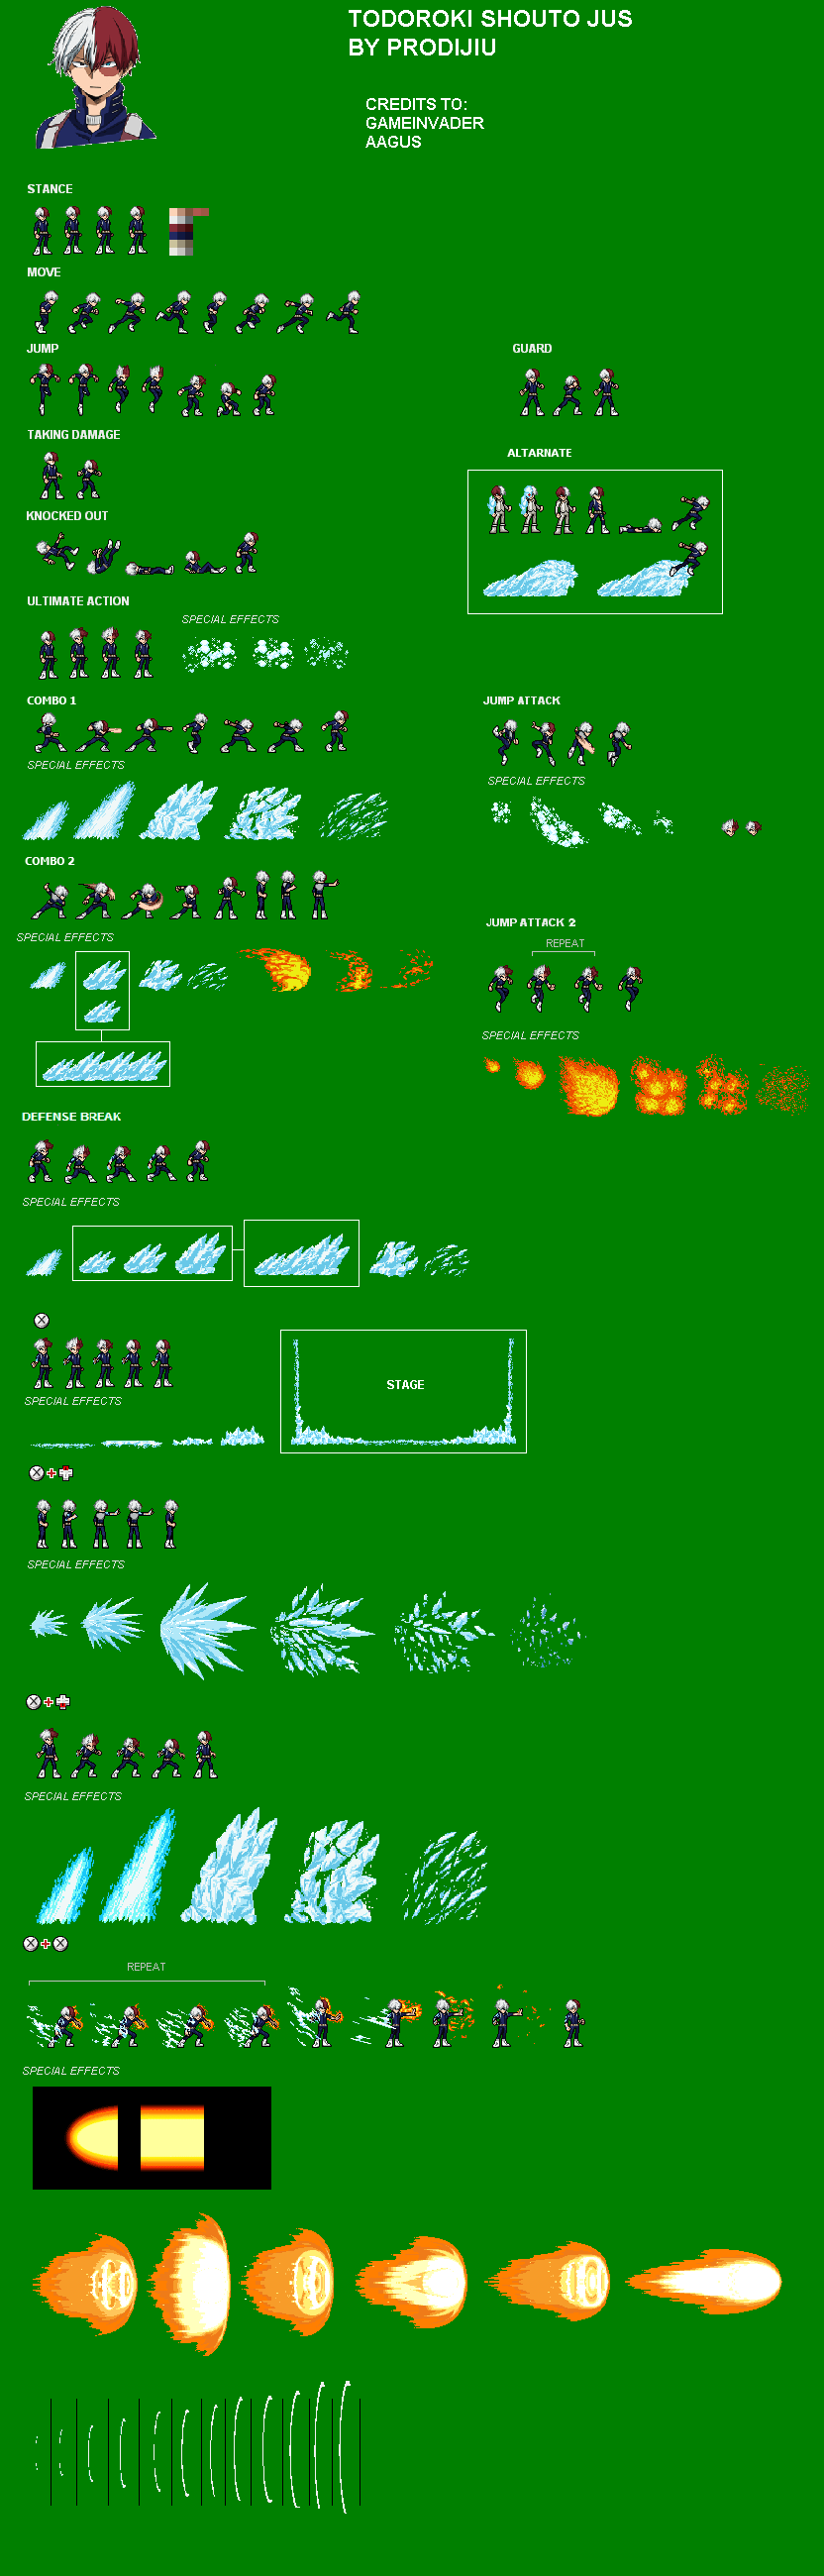 TODOROKI SHOUTO JUS
BY PRODIJIU
CREDITS TO:
GAMEINVADER
AAGUS
STANCE
MOVE
JUMP
GUARD
TAKING DAMAGE
ALTARNATE
KNOCKED OUT
ULTIMATE ACTION
SPECIAL EFFECTS
COMBO 1
JUMP ATTACK
SPECIAL EFFECTS
SPECIAL EFFECTS
COMBO 2
JUMP ATTACK 2
SPECIAL EFFECTS
REPEAT
SPECIAL EFFECTS
DEFENSE BREAK
SPECIAL EFFECTS
X
STAGE
SPECIAL EFFECTS
X +
SPECIAL EFFECTS
X +
SPECIAL EFFECTS
X + X
REPEAT
SPECIAL EFFECTS